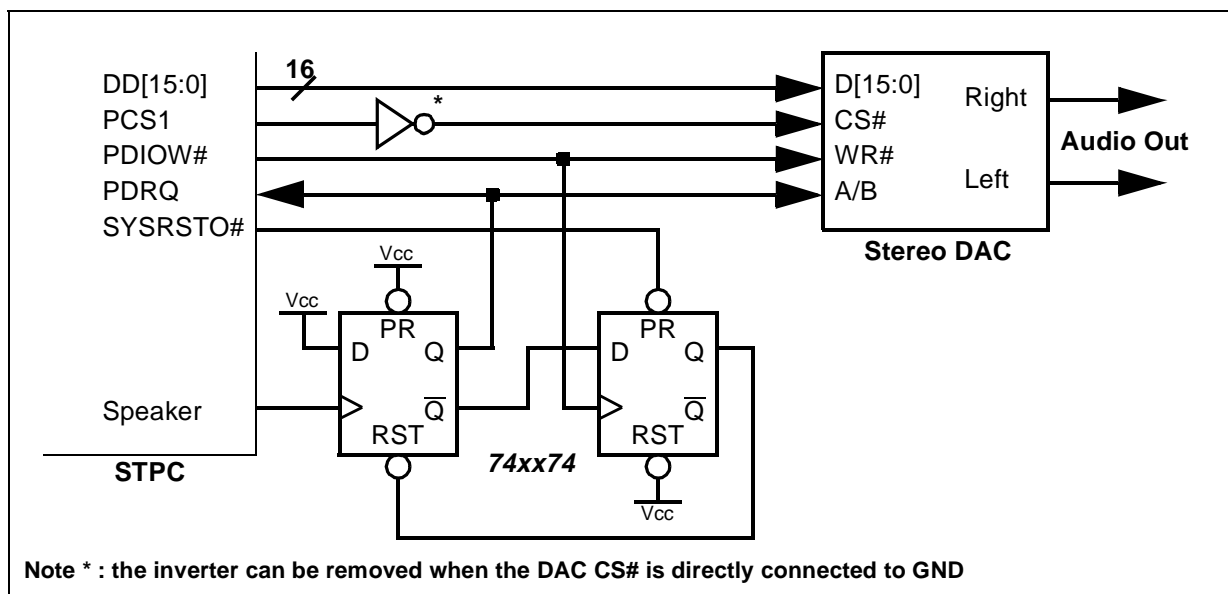 16
*
DD[15:0]
PCS1
PDIOW#
PDRQ
SYSRSTO#
Speaker
STPC
D[15:0]
CS#
WR#
A/B
Right
Left
Stereo DAC
Audio Out
Vcc
Vcc
PR
D
Q
Q
RST
74xx74
PR
D
Q
Q
RST
Vcc
Note * : the inverter can be removed when the DAC CS# is directly connected to GND